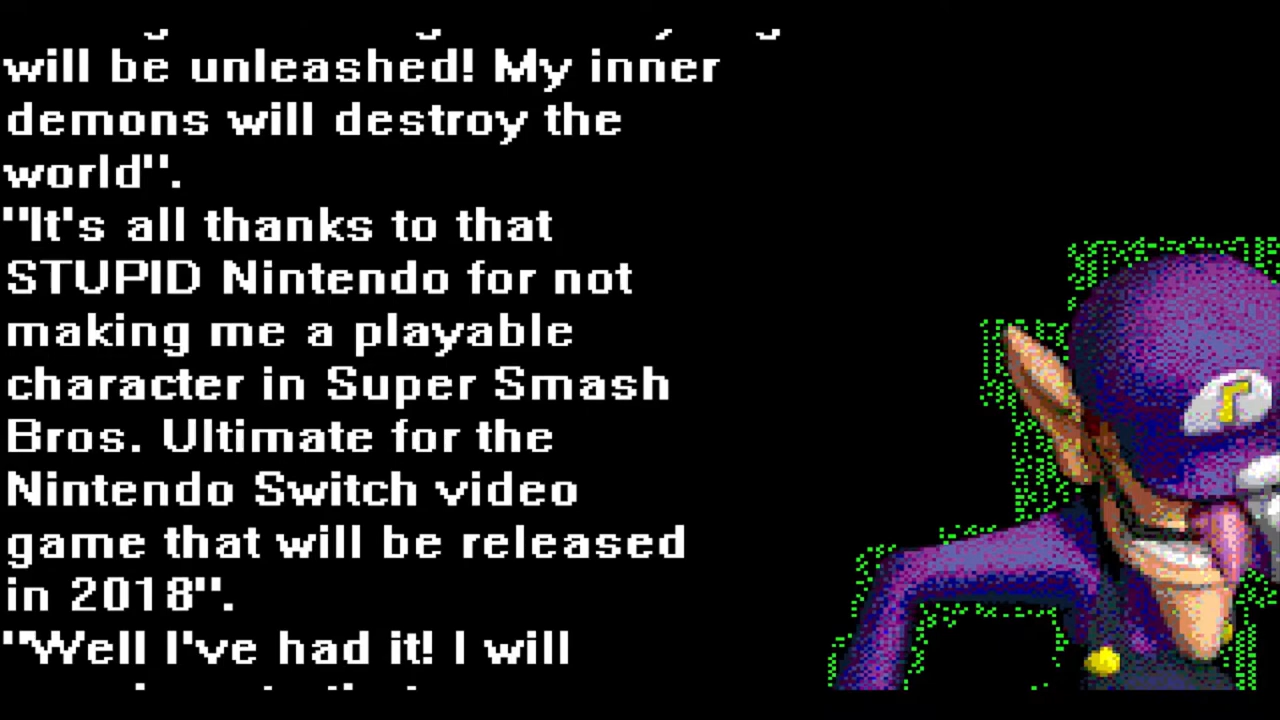 will be unleashed! My inner
demons will destroy the
world".
"It's all thanks to that
STUPID Nintendo for not
making me a playable
character in Super Smash
Bros. Ultimate for the
Nintendo Switch video
game that will be released
in 2018".
"Well I've had it! I will